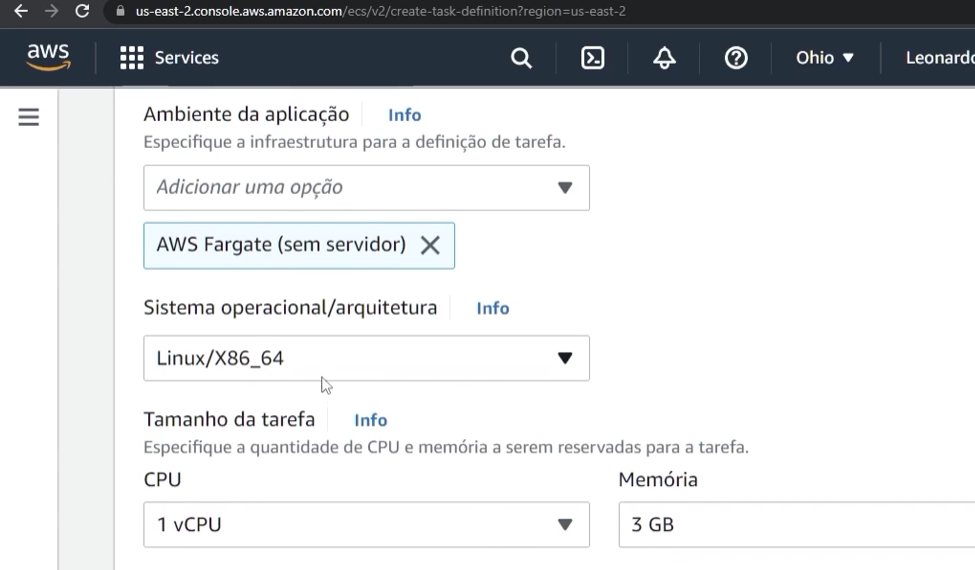 us-east-2.console.aws.amazon.com/ecs/v2/create-task-definition?region=us-east-2
aws Services Ohio Leonardo
Ambiente da aplicação Info
Especifique a infraestrutura para a definição de tarefa.
Adicionar uma opção
AWS Fargate (sem servidor)
Sistema operacional/arquitetura Info
Linux/X86_64
Tamanho da tarefa Info
Especifique a quantidade de CPU e memória a serem reservadas para a tarefa.
CPU Memória
1 vCPU 3 GB